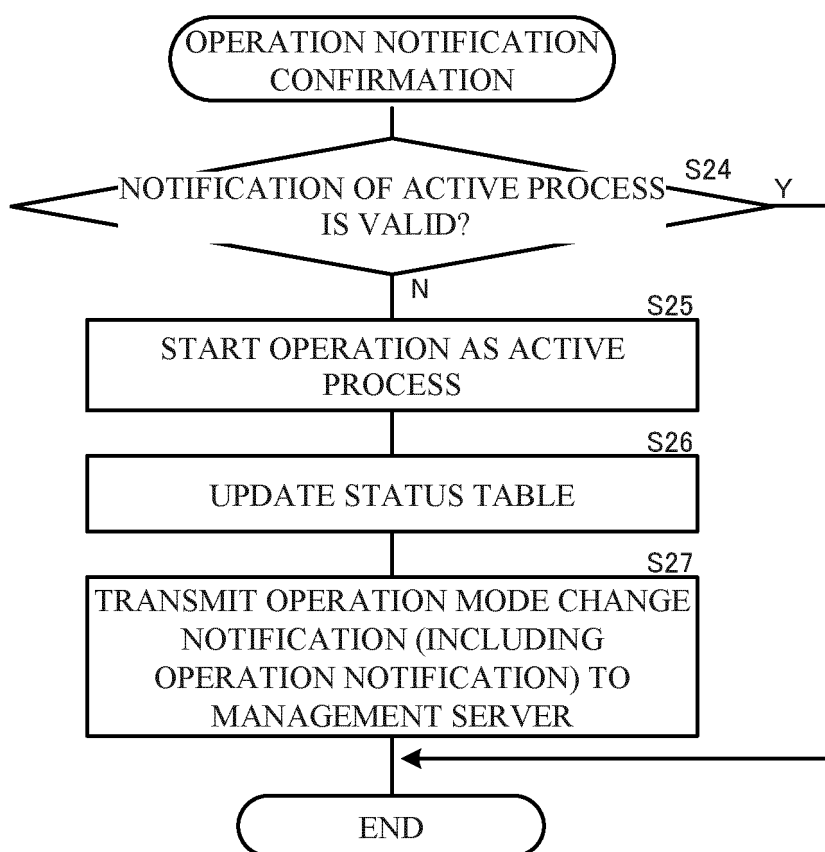 OPERATION NOTIFICATION
CONFIRMATION
S24
NOTIFICATION OF ACTIVE PROCESS
IS VALID?
Y
N
S25
START OPERATION AS ACTIVE
PROCESS
S26
UPDATE STATUS TABLE
S27
TRANSMIT OPERATION MODE CHANGE
NOTIFICATION (INCLUDING
OPERATION NOTIFICATION) TO
MANAGEMENT SERVER
END